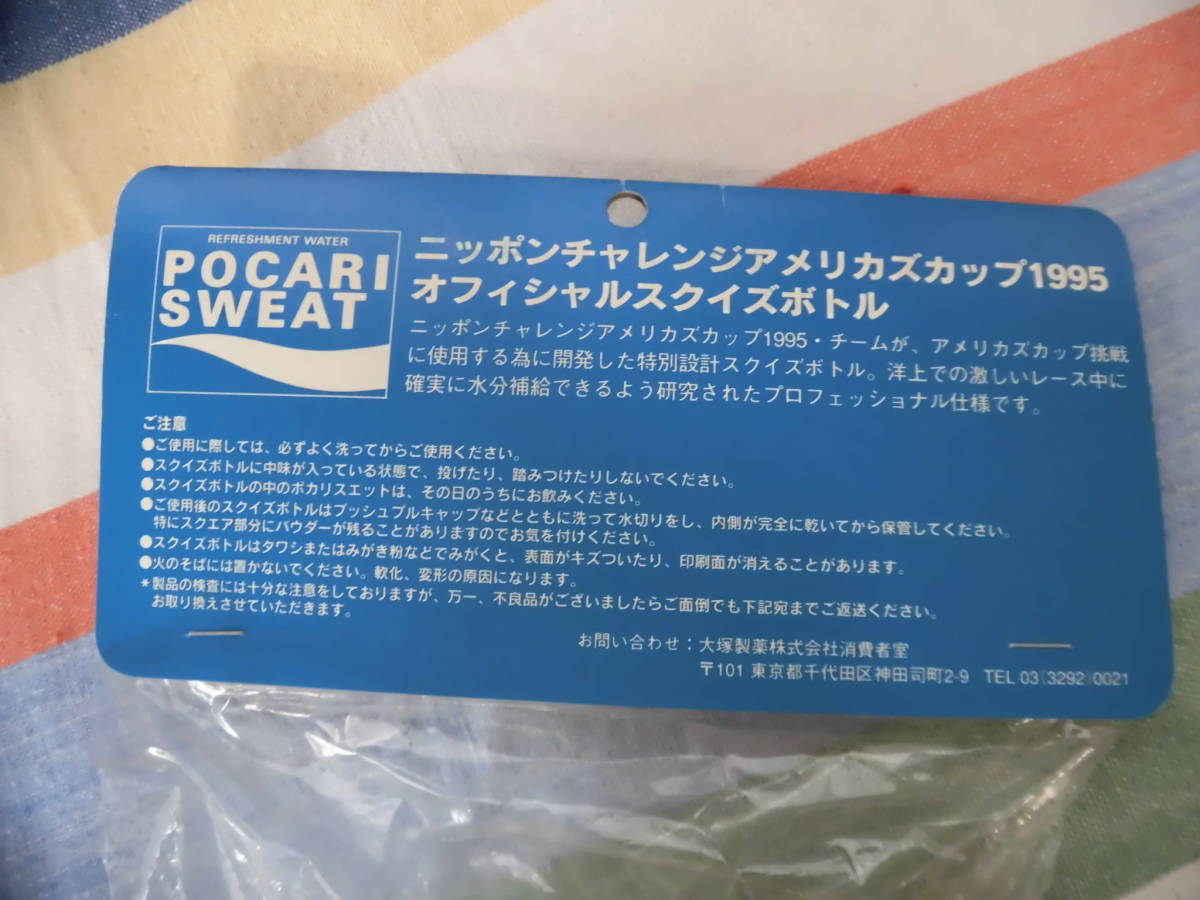 REFRESHMENT WATER
POCARI
SWEAT
ニッポンチャレンジアメリカズカップ1995
オフィシャルスクイズボトル
ニッポンチャレンジアメリカズカップ1995・チームが、アメリカズカップ挑戦
に使用する為に開発した特別設計スクイズボトル。洋上での激しいレース中に
確実に水分補給できるよう研究されたプロフェッショナル仕様です。
ご注意
●ご使用に際しては、必ずよく洗ってからご使用ください。
●スクイズボトルに中味が入っている状態で、投げたり、踏みつけたりしないでください。
●スクイズボトルの中のポカリスエットは、その日のうちにお飲みください。
●ご使用後のスクイズボトルはプッシュプルキャップなどとともに洗って水切りをし、内側が完全に乾いてから保管してください。
特にスクエア部分にパウダーが残ることがありますのでお気を付けください。
●スクイズボトルはタワシまたはみがき粉などでみがくと、表面がキズついたり、印刷面が消えることがあります。
●火のそばには置かないでください。軟化、変形の原因になります。
*製品の検査には十分な注意をしておりますが、万一、不良品がございましたらご面倒でも下記宛までご返送ください。
お取り換えさせていただきます。
お問い合わせ：大塚製薬株式会社消費者室
〒101 東京都千代田区神田司町2-9 TEL 03(3292)0021